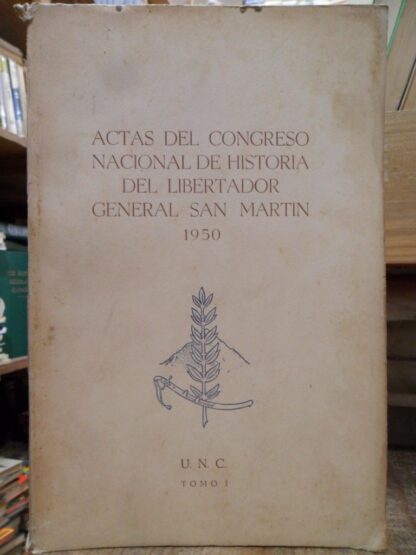 ACTAS DEL CONGRESO
NACIONAL DE HISTORIA
DEL LIBERTADOR
GENERAL SAN MARTIN
1950
U. N. C.
TOMO I